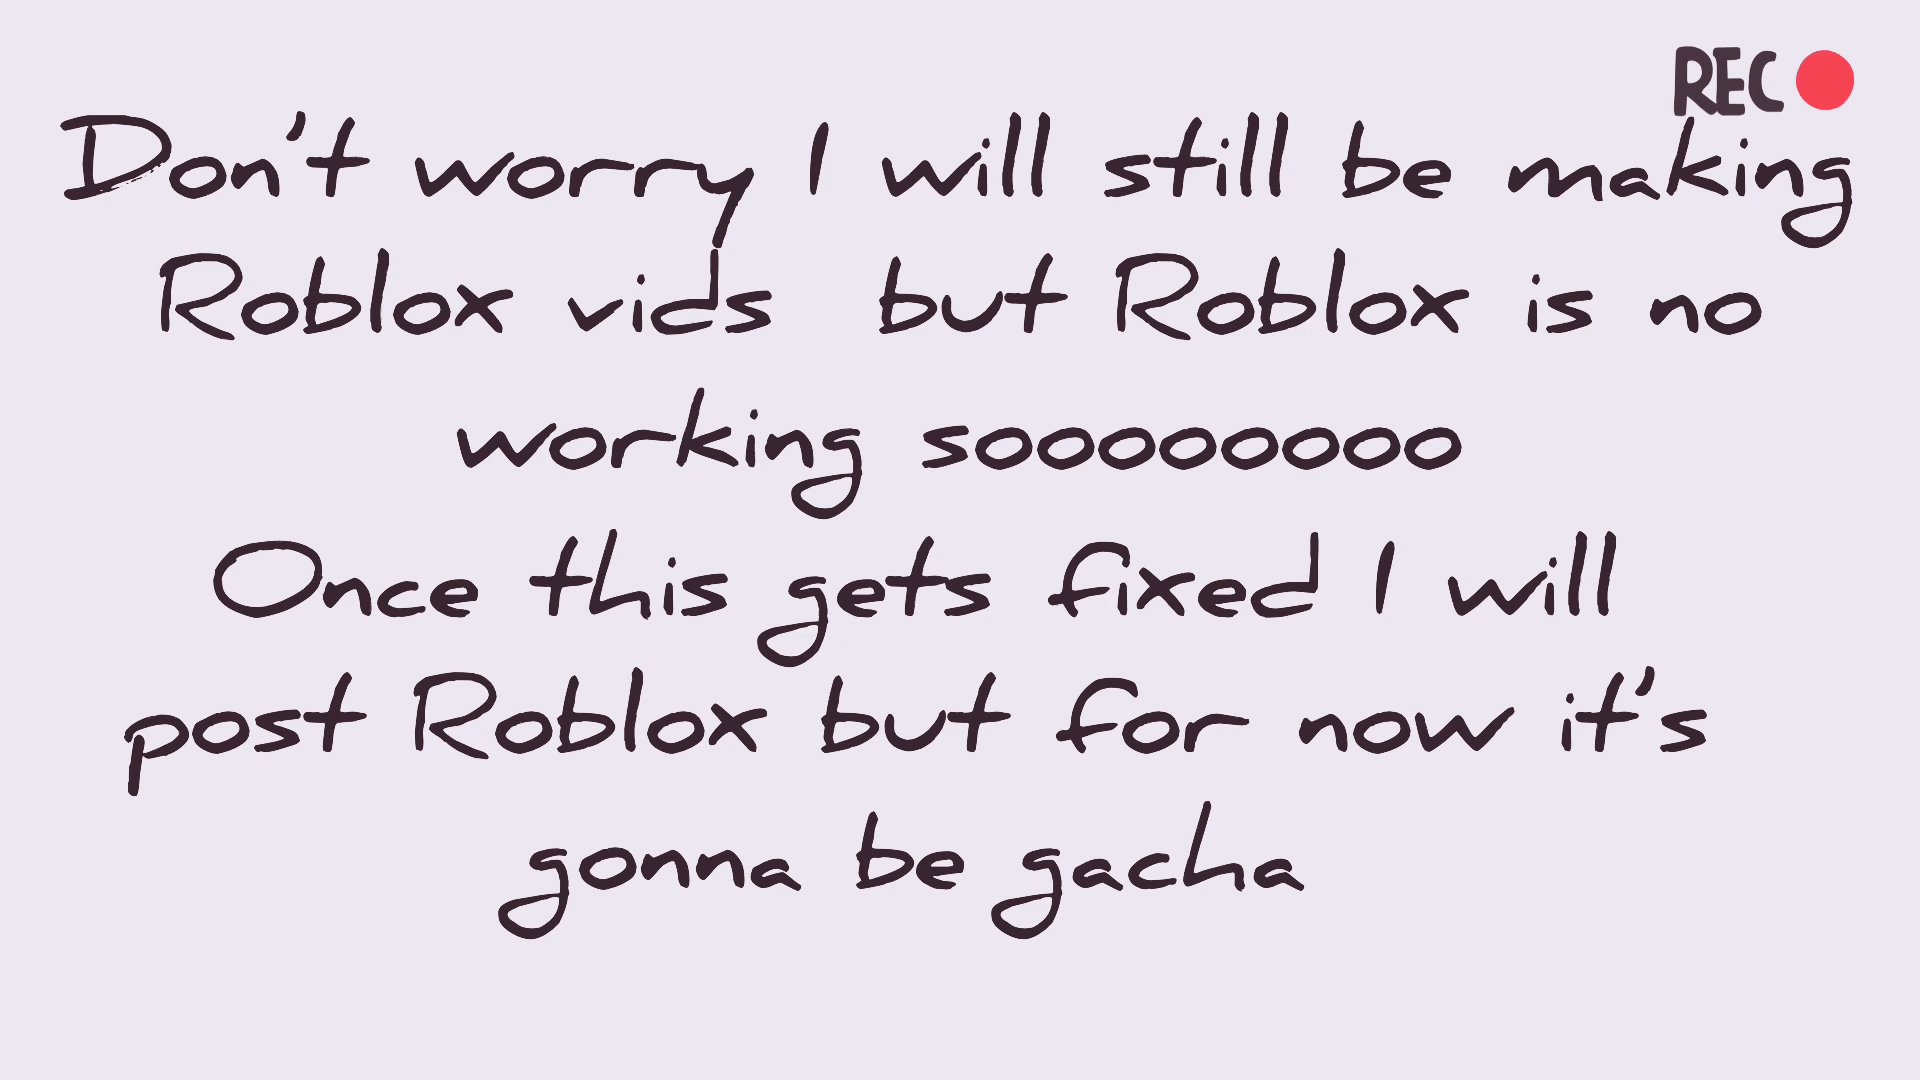 REC
Don't worry I will still be making
Roblox vids but Roblox is no
working sooooooooo
Once this gets fixed I will
post Roblox but for now it's
gonna be gacha